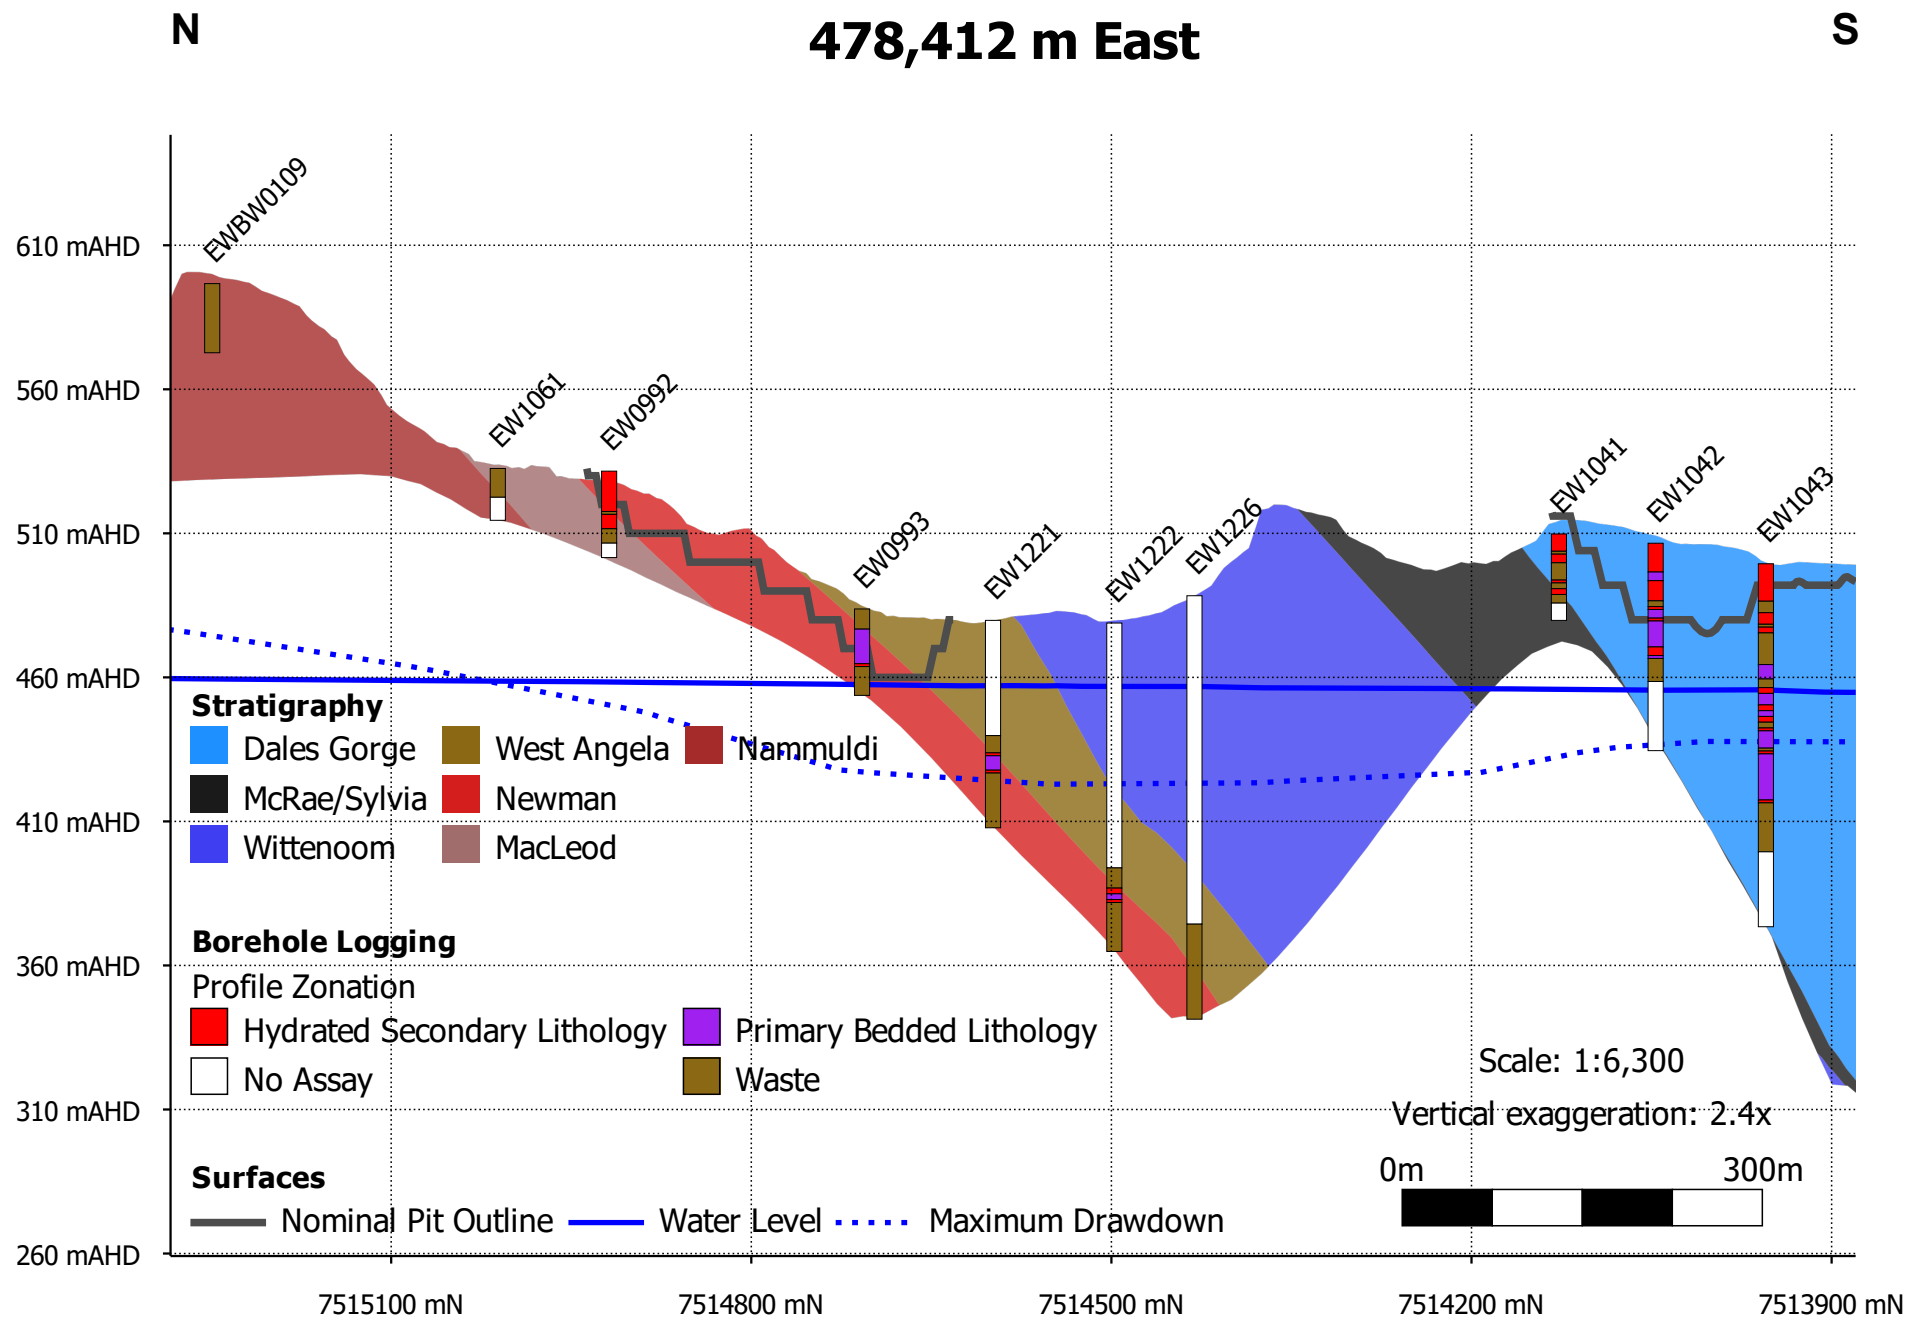 N
478,412 m East
S
EWBW0109
EW1061
EW0992
EW0993
EW1221
EW1222
EW1226
EW1041
EW1042
EW1043
610 mAHD
560 mAHD
510 mAHD
460 mAHD
410 mAHD
360 mAHD
310 mAHD
260 mAHD
Stratigraphy
Dales Gorge
West Angela
Nammuldi
McRae/Sylvia
Newman
Wittenoom
MacLeod
Borehole Logging
Profile Zonation
Hydrated Secondary Lithology
Primary Bedded Lithology
No Assay
Waste
Surfaces
Nominal Pit Outline
Water Level
Maximum Drawdown
Scale: 1:6,300
Vertical exaggeration: 2.4x
0m
300m
7515100 mN
7514800 mN
7514500 mN
7514200 mN
7513900 mN